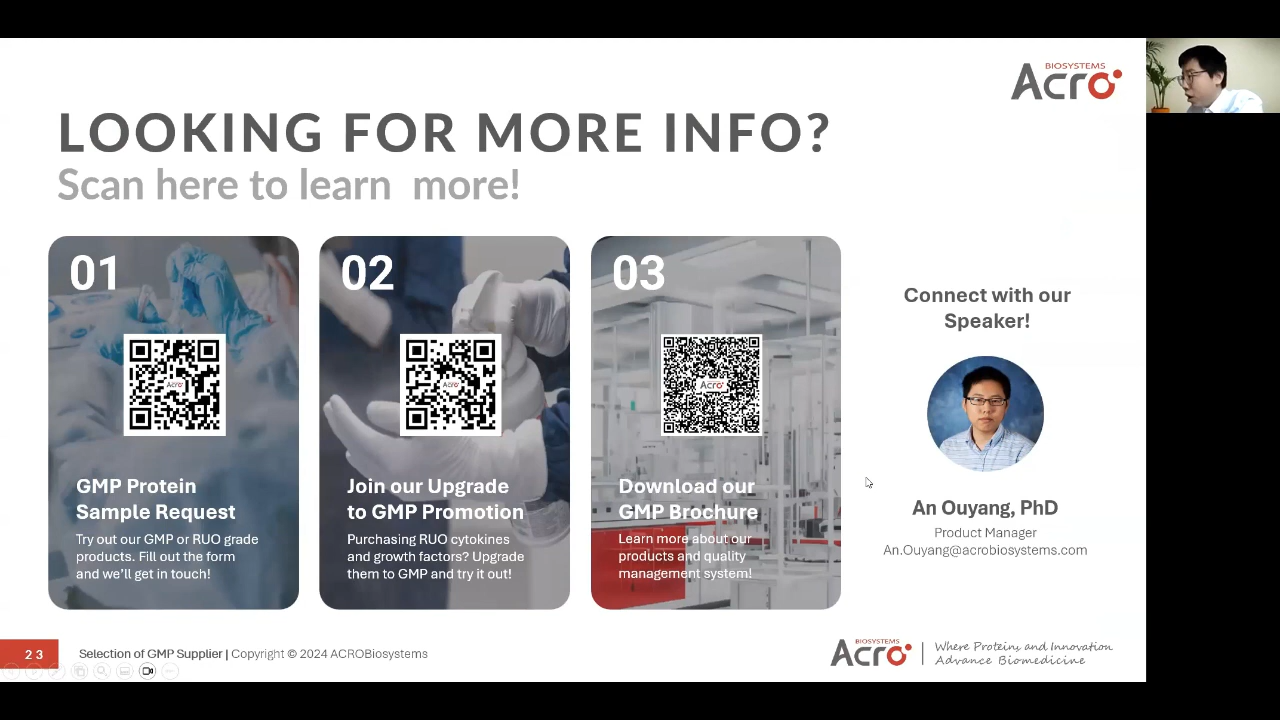 BIOSYSTEMS
Acro
LOOKING FOR MORE INFO?
Scan here to learn more!
01
Acro
GMP Protein
Sample Request
Try out our GMP or RUO grade
products. Fill out the form
and we'll get in touch!
02
Acro
Join our Upgrade
to GMP Promotion
Purchasing RUO cytokines
and growth factors? Upgrade
them to GMP and try it out!
03
Acro
Download our
GMP Brochure
Learn more about our
products and quality
management system!
Connect with our
Speaker!
An Ouyang, PhD
Product Manager
An.Ouyang@acrobiosystems.com
23
Selection of GMP Supplier | Copyright © 2024 ACROBiosystems
BIOSYSTEMS
Acro
Where Proteins and Innovation
Advance Biomedicine